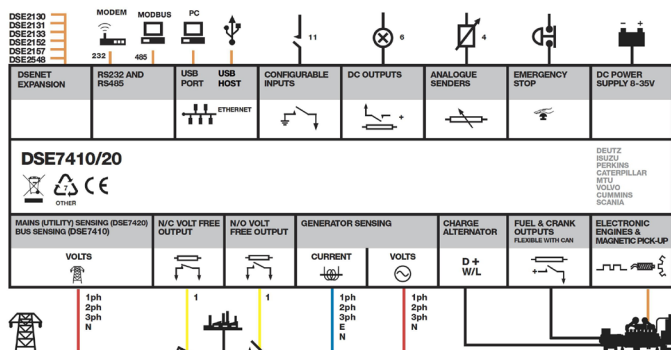 DSE2130
DSE2131
DSE2133
DSE2152
DSE2157
DSE2548
MODEM
MODBUS
PC
232
485
11
6
4
- +
DSENET
EXPANSION
RS232 AND
RS485
USB
PORT
USB
HOST
ETHERNET
CONFIGURABLE
INPUTS
DC OUTPUTS
+
ANALOGUE
SENDERS
EMERGENCY
STOP
DC POWER
SUPPLY 8-35V
DSE7410/20
7
OTHER
CE
DEUTZ
ISUZU
PERKINS
CATERPILLAR
MTU
VOLVO
CUMMINS
SCANIA
MAINS (UTILITY) SENSING (DSE7420)
BUS SENSING (DSE7410)
VOLTS
N/C VOLT FREE
OUTPUT
N/O VOLT
FREE OUTPUT
GENERATOR SENSING
CURRENT
VOLTS
CHARGE
ALTERNATOR
D +
W/L
FUEL & CRANK
OUTPUTS
FLEXIBLE WITH CAN
+
ELECTRONIC
ENGINES &
MAGNETIC PICK-UP
1ph
2ph
3ph
N
1
1
1ph
2ph
3ph
E
N
1ph
2ph
3ph
N